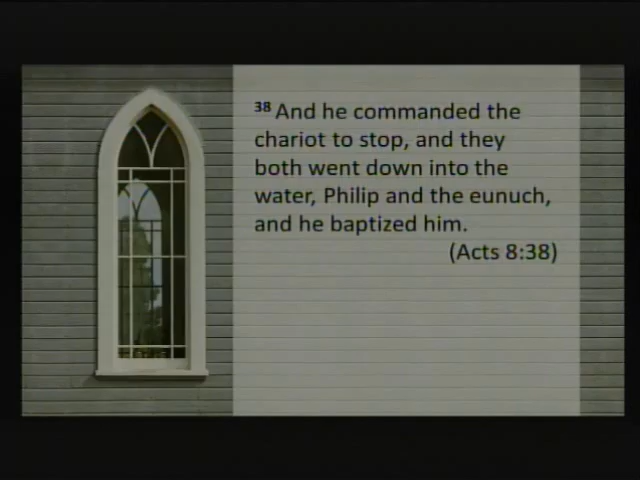 38 And he commanded the
chariot to stop, and they
both went down into the
water, Philip and the eunuch,
and he baptized him.
(Acts 8:38)